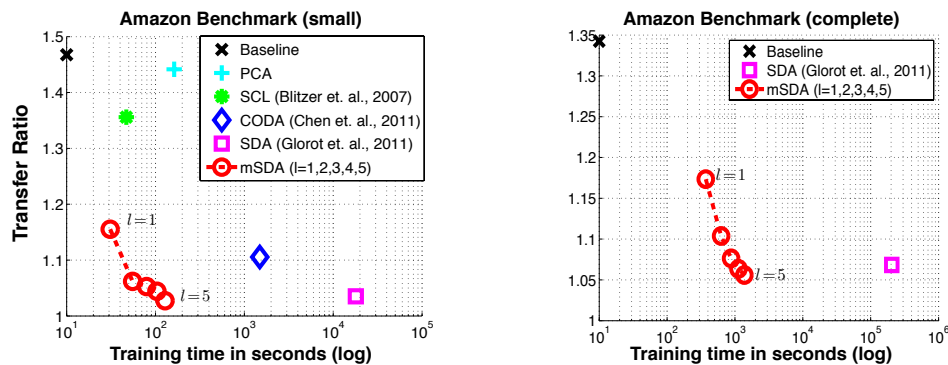 Amazon Benchmark (small)
Transfer Ratio
1.5
1.4
1.3
1.2
1.1
1
Baseline
PCA
SCL (Blitzer et. al., 2007)
CODA (Chen et. al., 2011)
SDA (Glorot et. al., 2011)
mSDA (l=1,2,3,4,5)
l=1
l=5
10^1 10^2 10^3 10^4 10^5
Training time in seconds (log)
Amazon Benchmark (complete)
1.35
1.3
1.25
1.2
1.15
1.1
1.05
1
Baseline
SDA (Glorot et. al., 2011)
mSDA (l=1,2,3,4,5)
l=1
l=5
10^1 10^2 10^3 10^4 10^5 10^6
Training time in seconds (log)